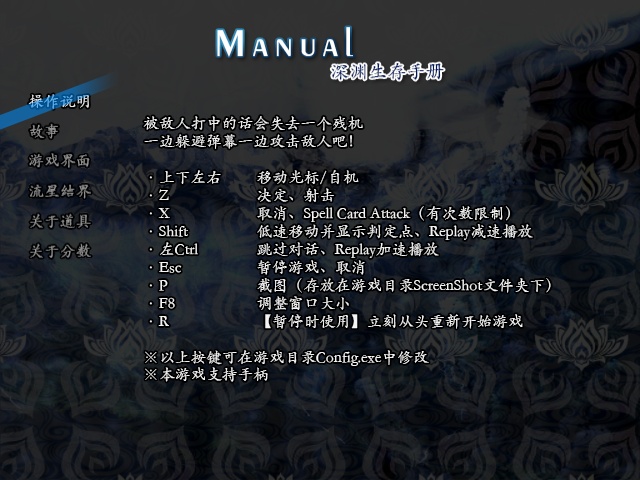 MANUAL
深渊生存手册
操作说明
故事
游戏界面
流星结界
关于道具
关于分数
被敌人打中的话会失去一个残机
一边躲避弹幕一边攻击敌人吧！
·上下左右 移动光标/自机
·Z 决定、射击
·X 取消、Spell Card Attack（有次数限制）
·Shift 低速移动并显示判定点、Replay减速播放
·左Ctrl 跳过对话、Replay加速播放
·Esc 暂停游戏、取消
·P 截图（存放在游戏目录ScreenShot文件夹下）
·F8 调整窗口大小
·R 【暂停时使用】立刻从头重新开始游戏
※以上按键可在游戏目录Config.exe中修改
※本游戏支持手柄